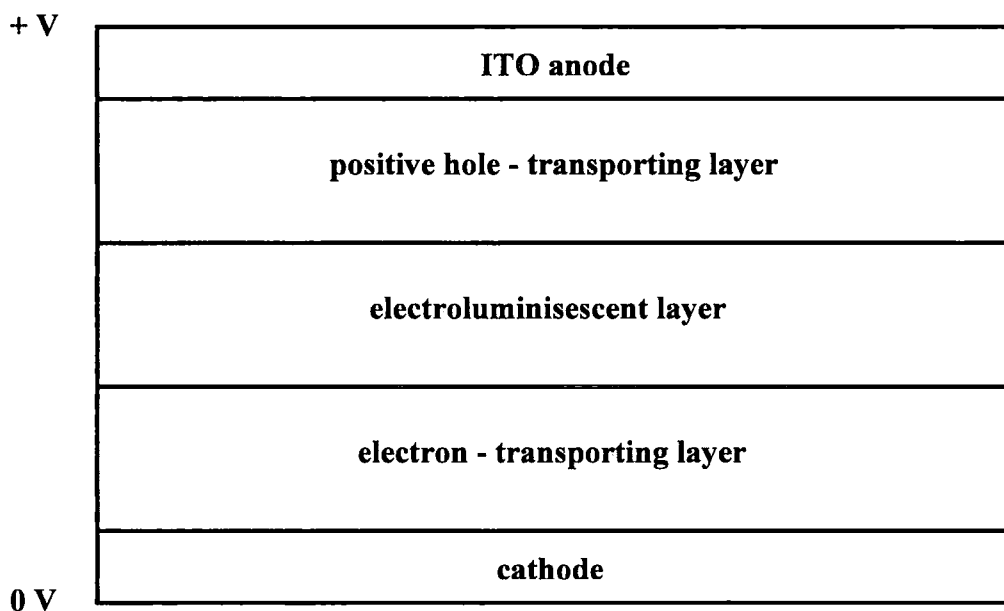 + V
ITO anode
positive hole - transporting layer
electroluminisescent layer
electron - transporting layer
cathode
0 V